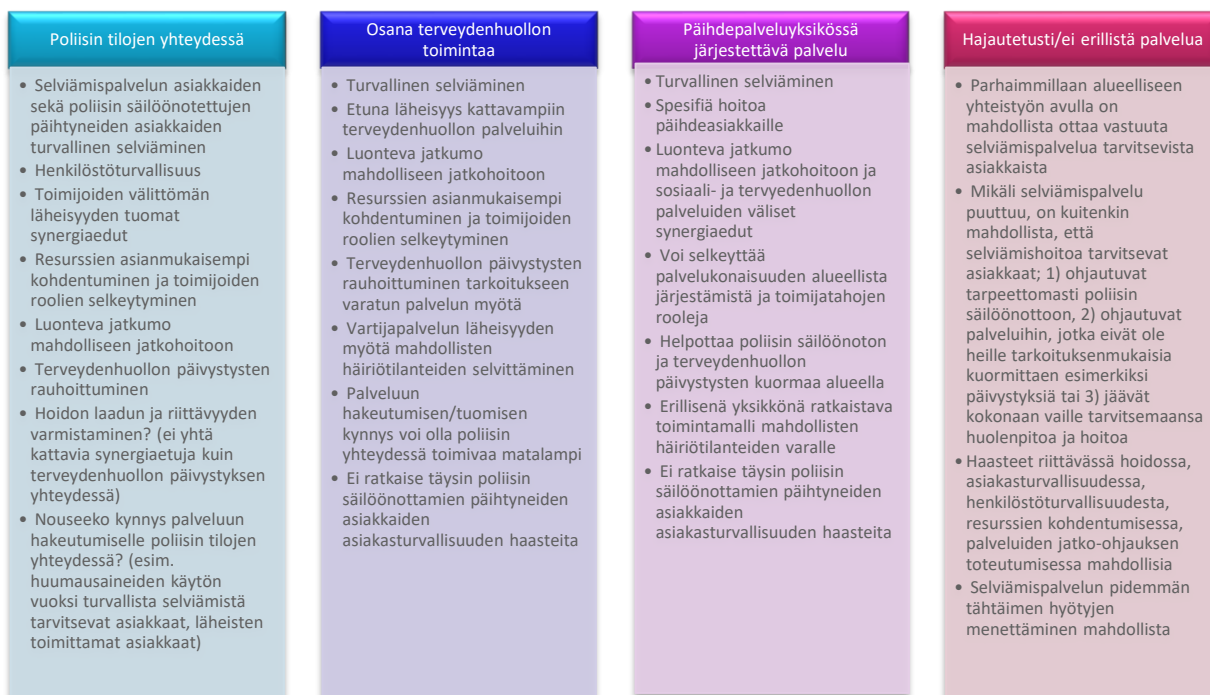 Poliisin tilojen yhteydessä
• Selviämispalvelun asiakkaiden
sekä poliisin säilöönotettujen
päihtyneiden asiakkaiden
turvallinen selviäminen
• Henkilöstöturvallisuus
• Toimijoiden välittömän
läheisyyden tuomat
synergiaedut
• Resurssien asianmukaisempi
kohdentuminen ja toimijoiden
roolien selkeytyminen
• Luonteva jatkumo
mahdolliseen jatkohoitoon
• Terveydenhuollon päivystysten
rauhoittuminen
• Hoidon laadun ja riittävyyden
varmistaminen? (ei yhtä
kattavia synergiaetuja kuin
terveydenhuollon päivystyksen
yhteydessä)
• Nouseeko kynnys palveluun
hakeutumiselle poliisin tilojen
yhteydessä? (esim.
huumausaineiden käytön
vuoksi turvallista selviämistä
tarvitsevat asiakkaat, läheisten
toimittamat asiakkaat)
Osana terveydenhuollon
toimintaa
• Turvallinen selviäminen
• Etuna läheisyys kattavampiin
terveydenhuollon palveluihin
• Luonteva jatkumo
mahdolliseen jatkohoitoon
• Resurssien asianmukaisempi
kohdentuminen ja toimijoiden
roolien selkeytyminen
• Terveydenhuollon päivystysten
rauhoittuminen tarkoitukseen
varatun palvelun myötä
• Vartijapalvelun läheisyyden
myötä mahdollisten
häiriötilanteiden selvittäminen
• Palveluun
hakeutumisen/tuomisen
kynnys voi olla poliisin
yhteydessä toimivaa matalampi
• Ei ratkaise täysin poliisin
säilöönottamien päihtyneiden
asiakkaiden
asiakasturvallisuuden haasteita
Päihdepalveluyksikössä
järjestettävä palvelu
• Turvallinen selviäminen
• Spesifiä hoitoa
päihdeasiakkaille
• Luonteva jatkumo
mahdolliseen jatkohoitoon ja
sosiaali- ja tervyedenhuollon
palveluiden väliset
synergiaedut
• Voi selkeyttää
palvelukonaisuuden alueellista
järjestämistä ja toimijatahojen
rooleja
• Helpottaa poliisin säilöönoton
ja terveydenhuollon
päivystysten kuormaa alueella
• Erillisenä yksikkönä ratkaistava
toimintamalli mahdollisten
häiriötilanteiden varalle
• Ei ratkaise täysin poliisin
säilöönottamien päihtyneiden
asiakkaiden
asiakasturvallisuuden haasteita
Hajautetusti/ei erillistä palvelua
• Parhaimmillaan alueelliseen
yhteistyön avulla on
mahdollista ottaa vastuuta
selviämispalvelua tarvitsevista
asiakkaista
• Mikäli selviämispalvelu
puuttuu, on kuitenkin
mahdollista, että
selviämishoitoa tarvitsevat
asiakkaat; 1) ohjautuvat
tarpeettomasti poliisin
säilöönottoon, 2) ohjautuvat
palveluihin, jotka eivät ole
heille tarkoituksenmukaisia
kuormittaen esimerkiksi
päivystyksiä tai 3) jäävät
kokonaan vaille tarvitsemaansa
huolenpitoa ja hoitoa
• Haasteet riittävässä hoidossa,
asiakasturvallisuudessa,
henkilöstöturvallisuudesta,
resurssien kohdentumisessa,
palveluiden jatko-ohjauksen
toteutumisessa mahdollisia
• Selviämispalvelun pidemmän
tähtäimen hyötyjen
menettäminen mahdollista